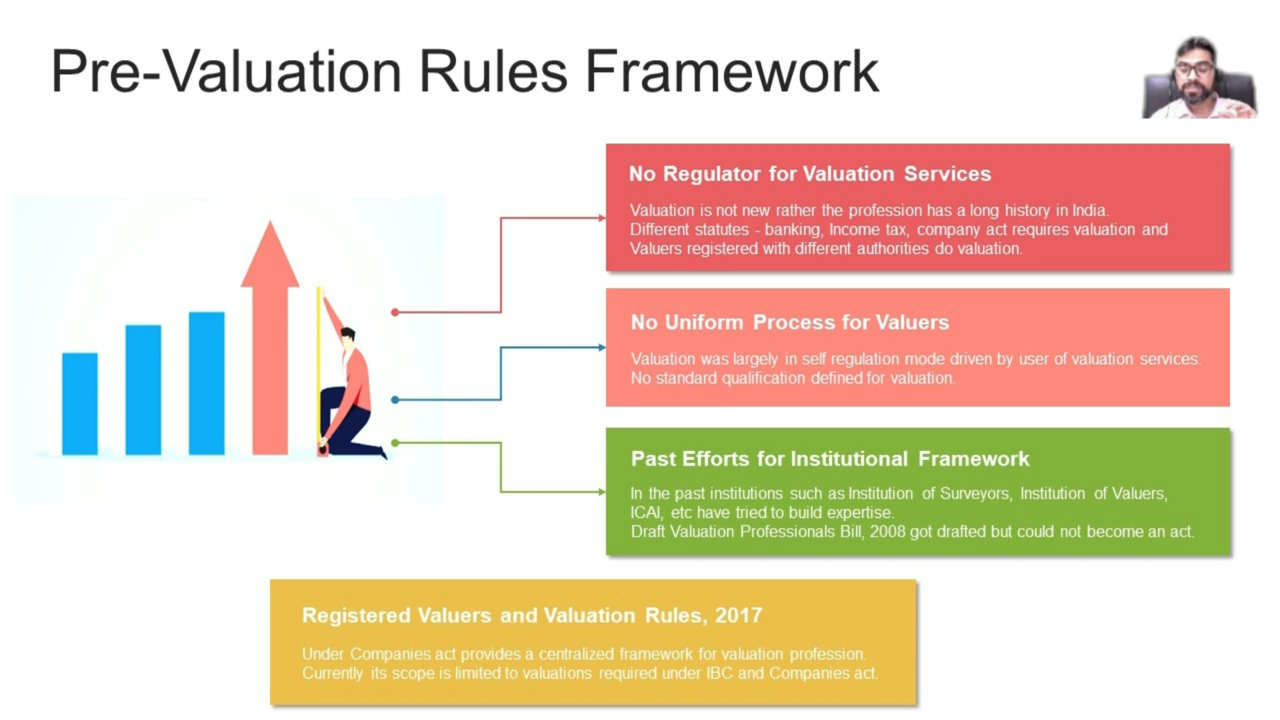 Pre-Valuation Rules Framework
No Regulator for Valuation Services
Valuation is not new rather the profession has a long history in India.
Different statutes - banking, Income tax, company act requires valuation and
Valuers registered with different authorities do valuation.
No Uniform Process for Valuers
Valuation was largely in self regulation mode driven by user of valuation services.
No standard qualification defined for valuation.
Past Efforts for Institutional Framework
In the past institutions such as Institution of Surveyors, Institution of Valuers,
ICAI, etc have tried to build expertise.
Draft Valuation Professionals Bill, 2008 got drafted but could not become an act.
Registered Valuers and Valuation Rules, 2017
Under Companies act provides a centralized framework for valuation profession.
Currently its scope is limited to valuations required under IBC and Companies act.